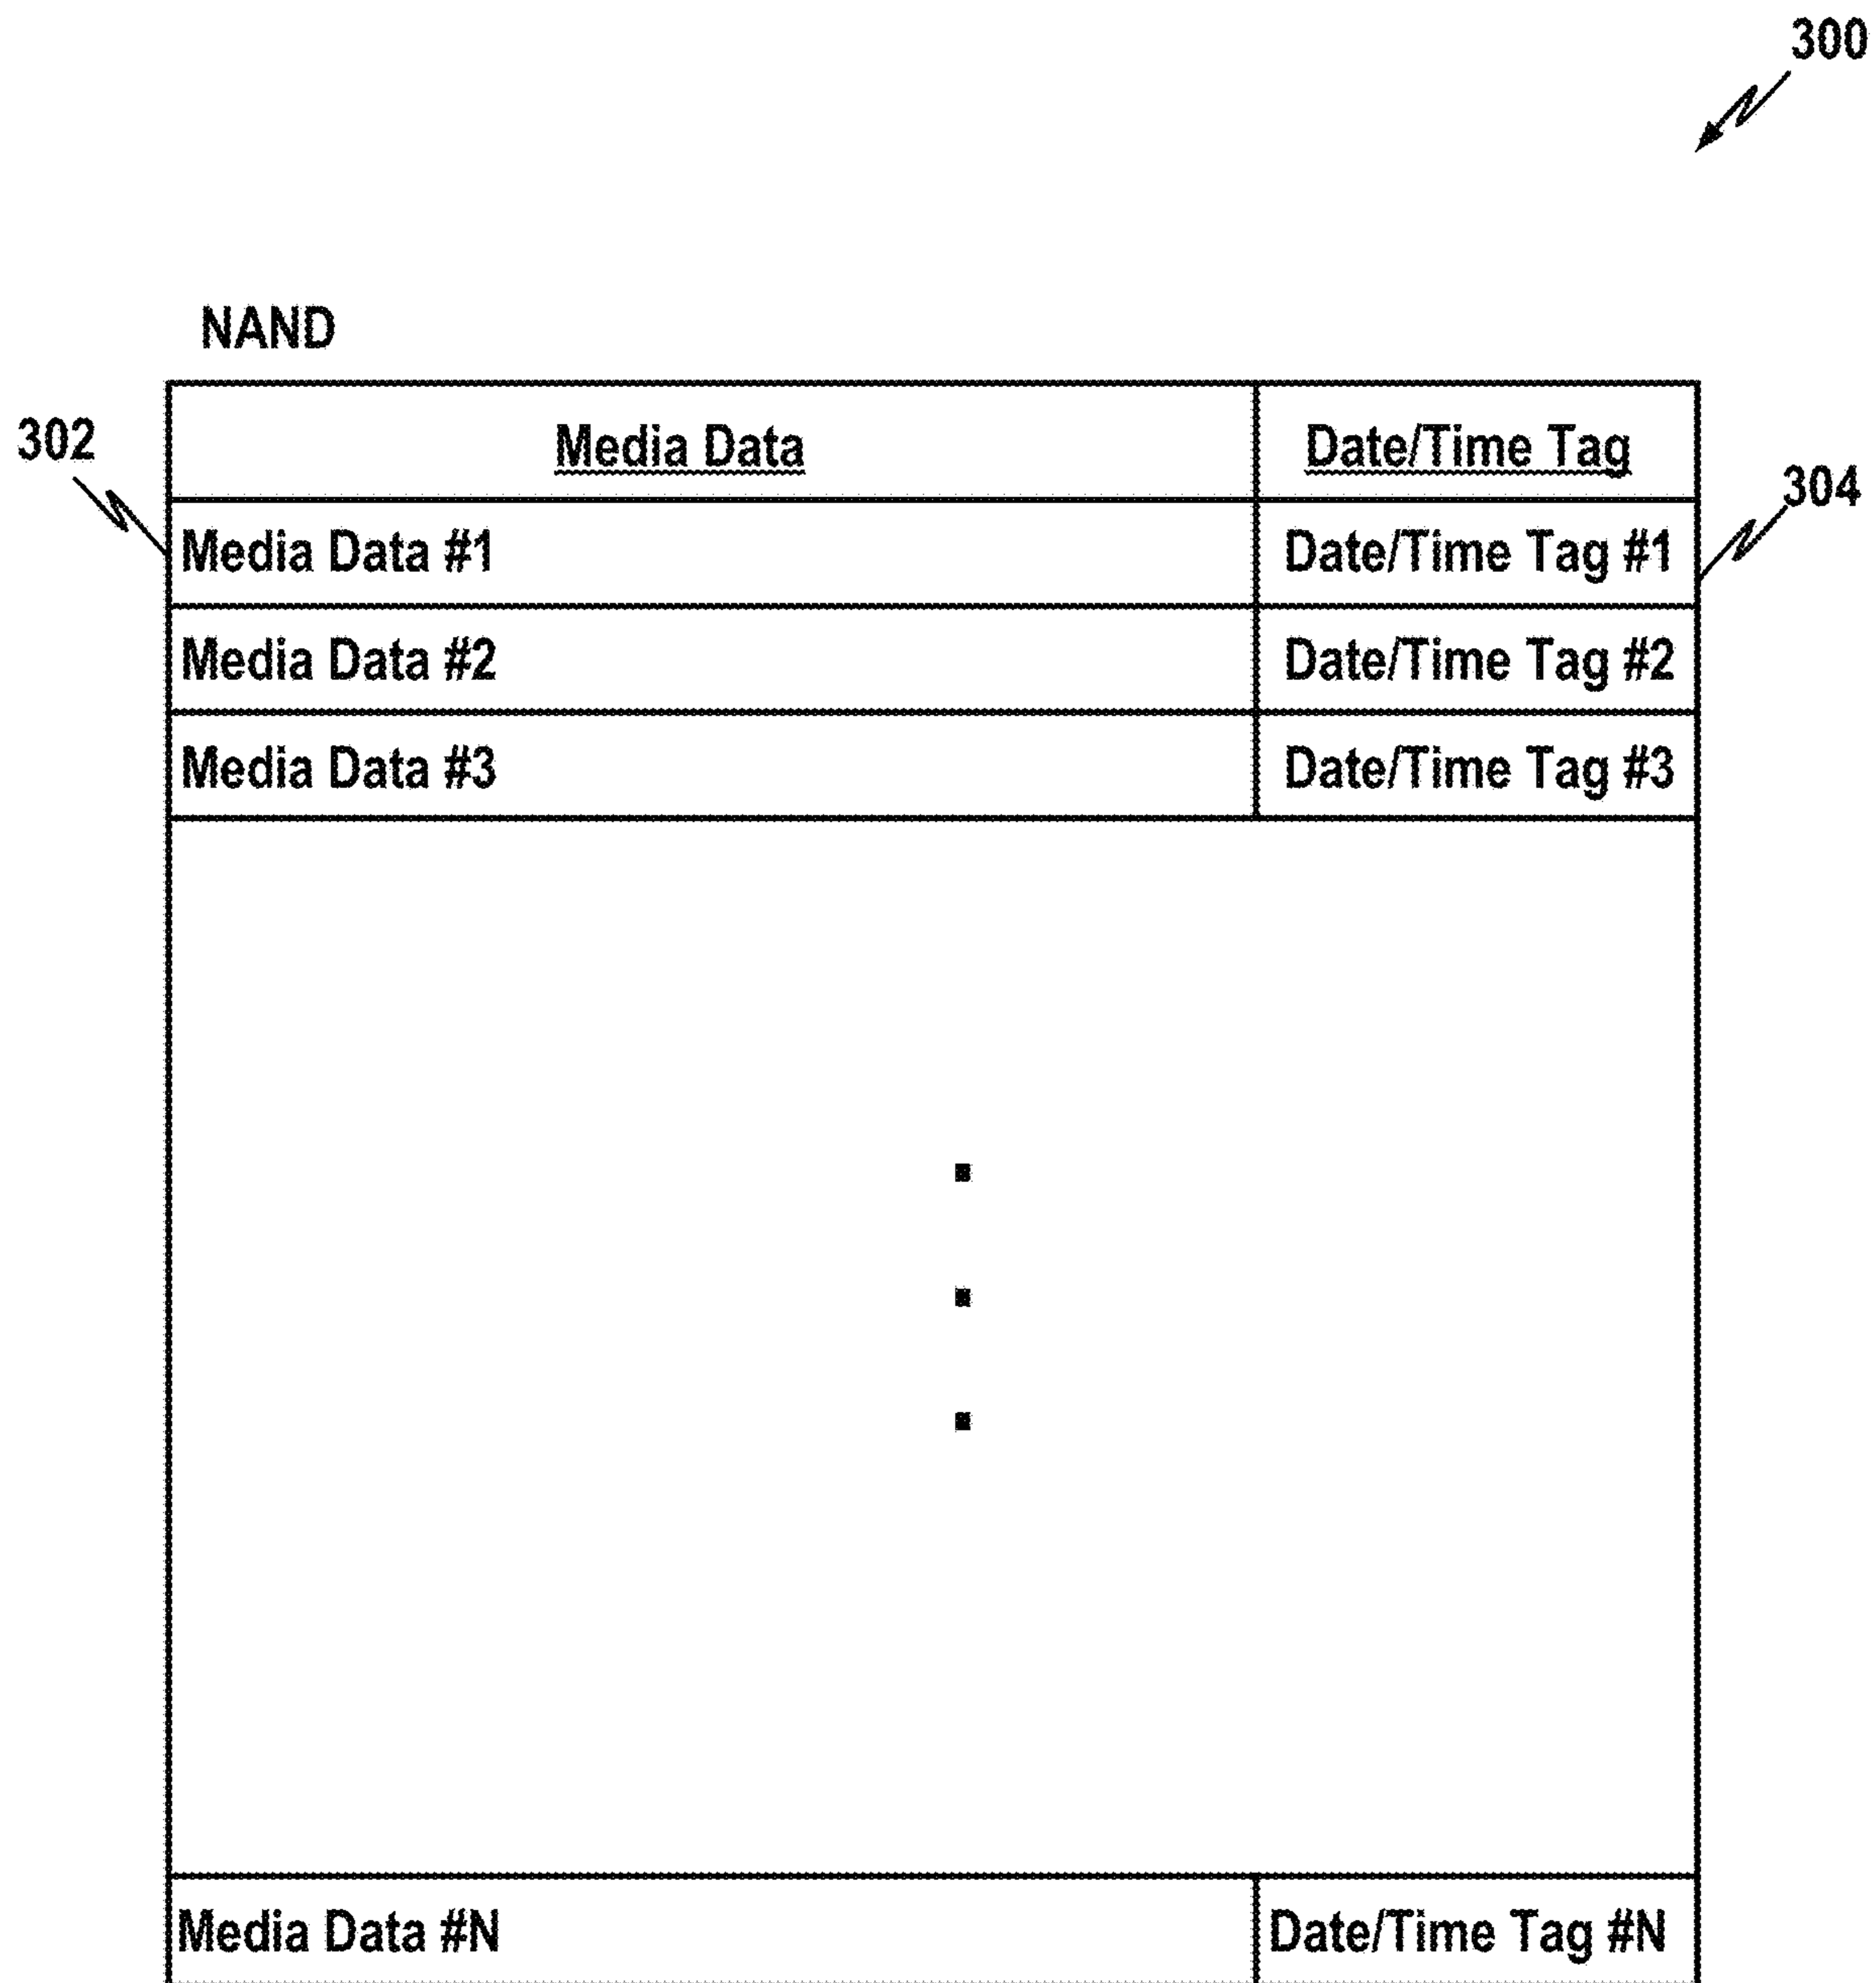 300
NAND
302
Media Data Date/Time Tag
304
Media Data #1 Date/Time Tag #1
Media Data #2 Date/Time Tag #2
Media Data #3 Date/Time Tag #3
Media Data #N Date/Time Tag #N